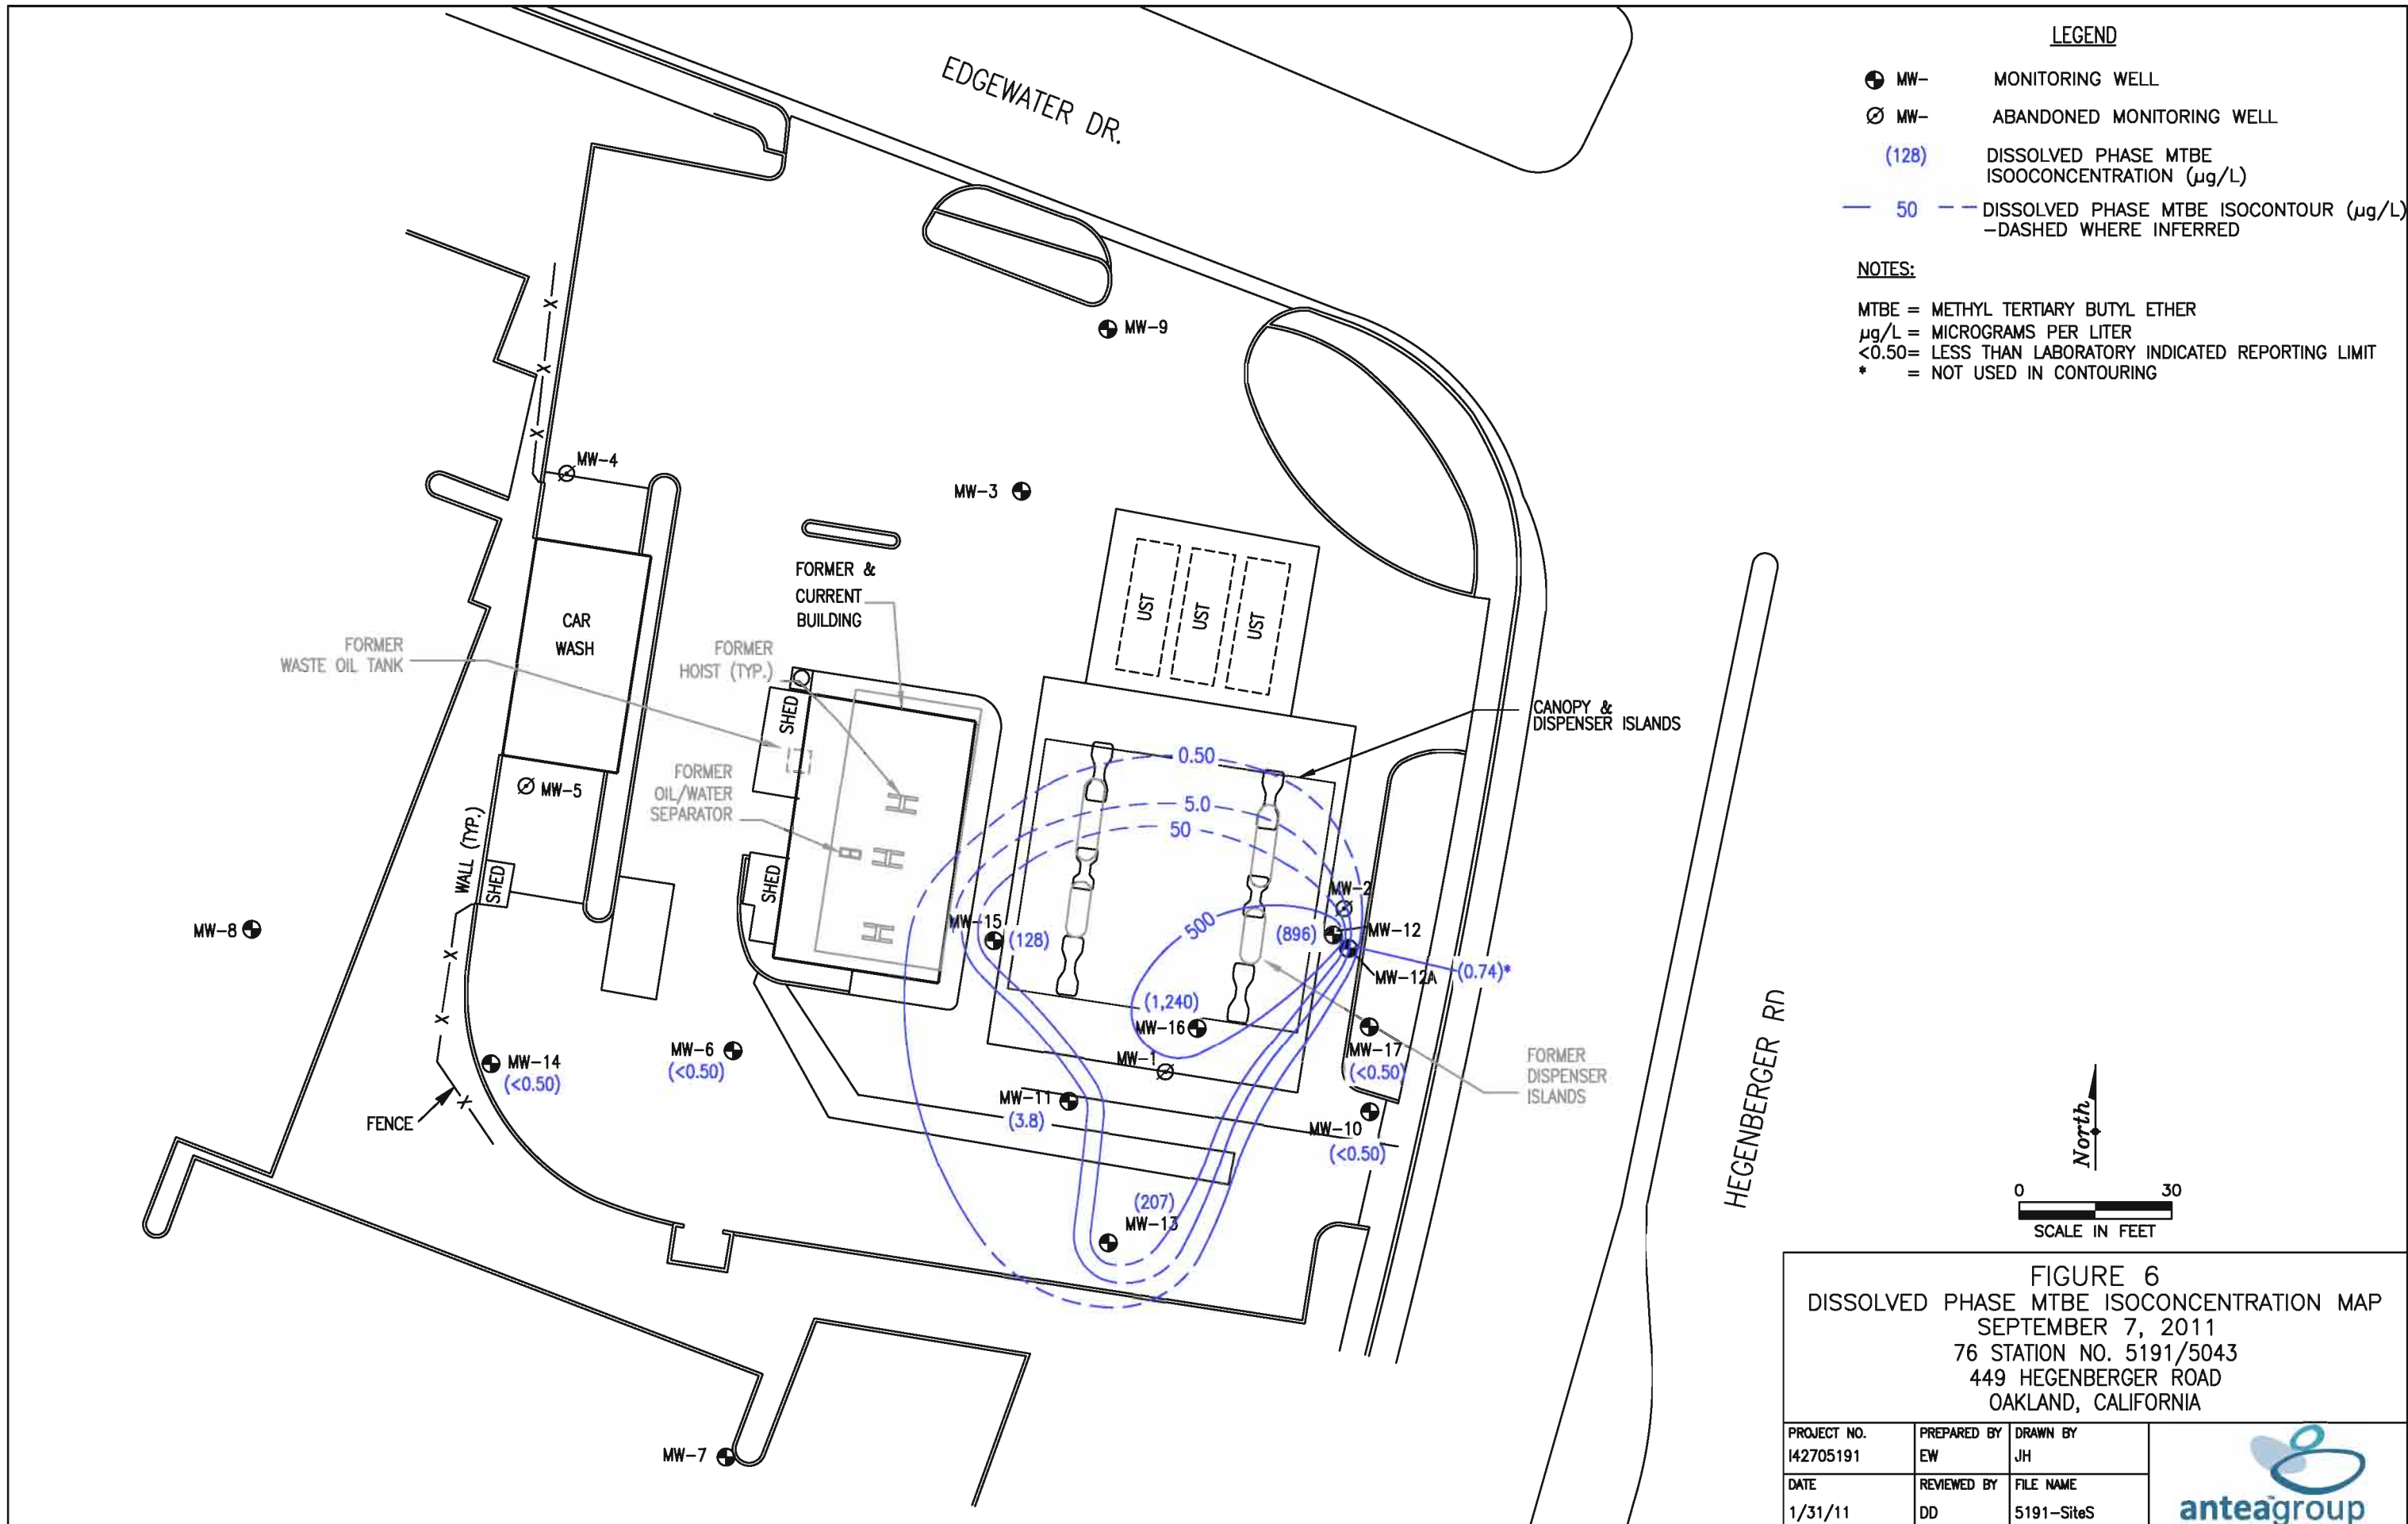 EDGEWATER DR.
LEGEND
MW- MONITORING WELL
MW- ABANDONED MONITORING WELL
(128) DISSOLVED PHASE MTBE
ISOOCONCENTRATION (µg/L)
50 DISSOLVED PHASE MTBE ISOCONTOUR (µg/L)
-DASHED WHERE INFERRED
NOTES:
MTBE = METHYL TERTIARY BUTYL ETHER
µg/L = MICROGRAMS PER LITER
<0.50= LESS THAN LABORATORY INDICATED REPORTING LIMIT
* = NOT USED IN CONTOURING
X
X
X
MW-9
MW-4
MW-3
FORMER &
CURRENT
BUILDING
UST
UST
UST
CAR
WASH
FORMER
WASTE OIL TANK
FORMER
HOIST (TYP.)
SHED
CANOPY &
DISPENSER ISLANDS
0.50
5.0
50
FORMER
OIL/WATER
SEPARATOR
MW-5
WALL (TYP.)
SHED
SHED
MW-2
500
MW-15
(128)
(896)
MW-12
MW-8
X
MW-12A
(0.74)*
(1,240)
MW-16
X
MW-17
(<0.50)
MW-1
MW-6
(<0.50)
MW-14
(<0.50)
X
FENCE
MW-11
(3.8)
MW-10
(<0.50)
FORMER
DISPENSER
ISLANDS
HEGENBERGER RD
North
(207)
MW-13
0 30
SCALE IN FEET
MW-7
FIGURE 6
DISSOLVED PHASE MTBE ISOCONCENTRATION MAP
SEPTEMBER 7, 2011
76 STATION NO. 5191/5043
449 HEGENBERGER ROAD
OAKLAND, CALIFORNIA
PROJECT NO. PREPARED BY DRAWN BY
I42705191 EW JH
DATE REVIEWED BY FILE NAME
1/31/11 DD 5191-SiteS
anteagroup